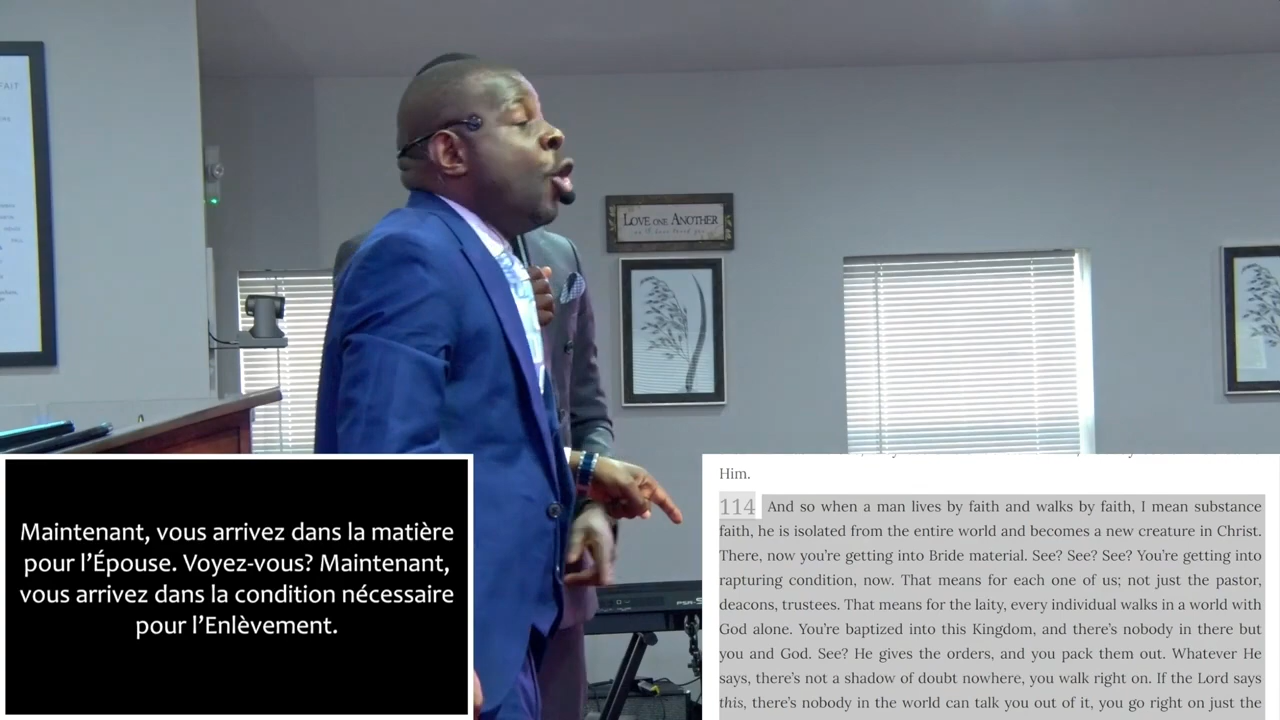 FAIT
LOVE ONE ANOTHER
Maintenant, vous arrivez dans la matière
pour l’Épouse. Voyez-vous? Maintenant,
vous arrivez dans la condition nécessaire
pour l’Enlèvement.
Him.
114 And so when a man lives by faith and walks by faith, I mean substance
faith, he is isolated from the entire world and becomes a new creature in Christ.
There, now you’re getting into Bride material. See? See? See? You’re getting into
rapturing condition, now. That means for each one of us; not just the pastor,
deacons, trustees. That means for the laity, every individual walks in a world with
God alone. You’re baptized into this Kingdom, and there’s nobody in there but
you and God. See? He gives the orders, and you pack them out. Whatever He
says, there’s not a shadow of doubt nowhere, you walk right on. If the Lord says
this, there’s nobody in the world can talk you out of it, you go right on just the